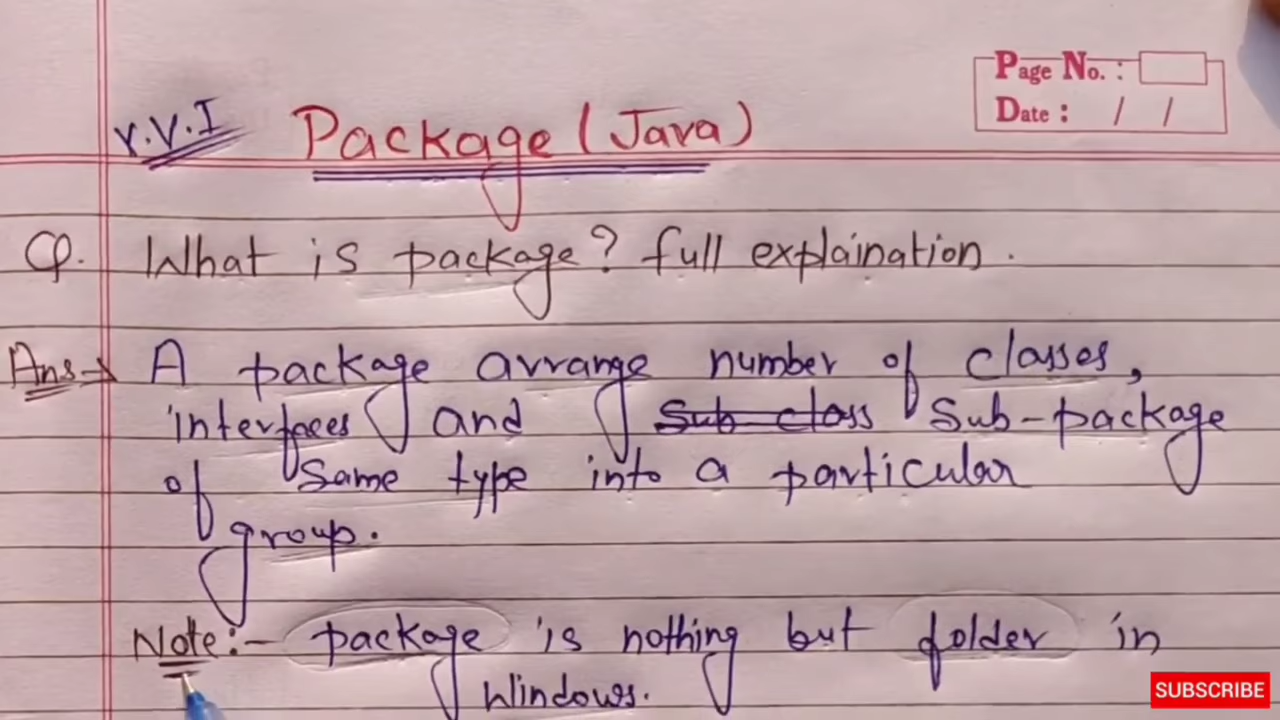 Page No. :
Date : / /
V.V.I Package (Java)
Q. What is package? full explaination.
Ans→ A package arrange number of classes,
interfaces and Sub-class Sub-package
of same type into a particular
group.
Note:- package is nothing but folder in
Windows.
SUBSCRIBE